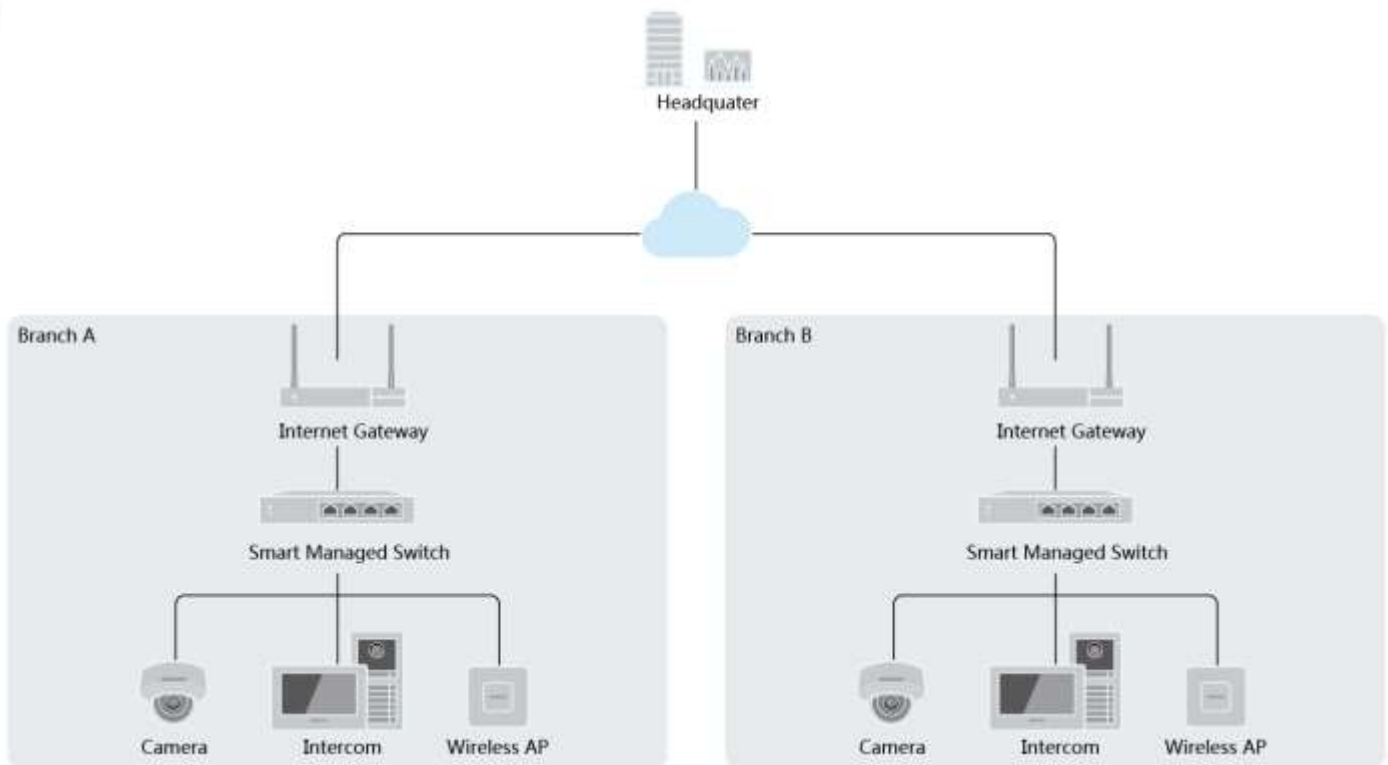 Headquater
Branch A
Branch B
Internet Gateway
Internet Gateway
Smart Managed Switch
Smart Managed Switch
Camera
Intercom
Wireless AP
Camera
Intercom
Wireless AP